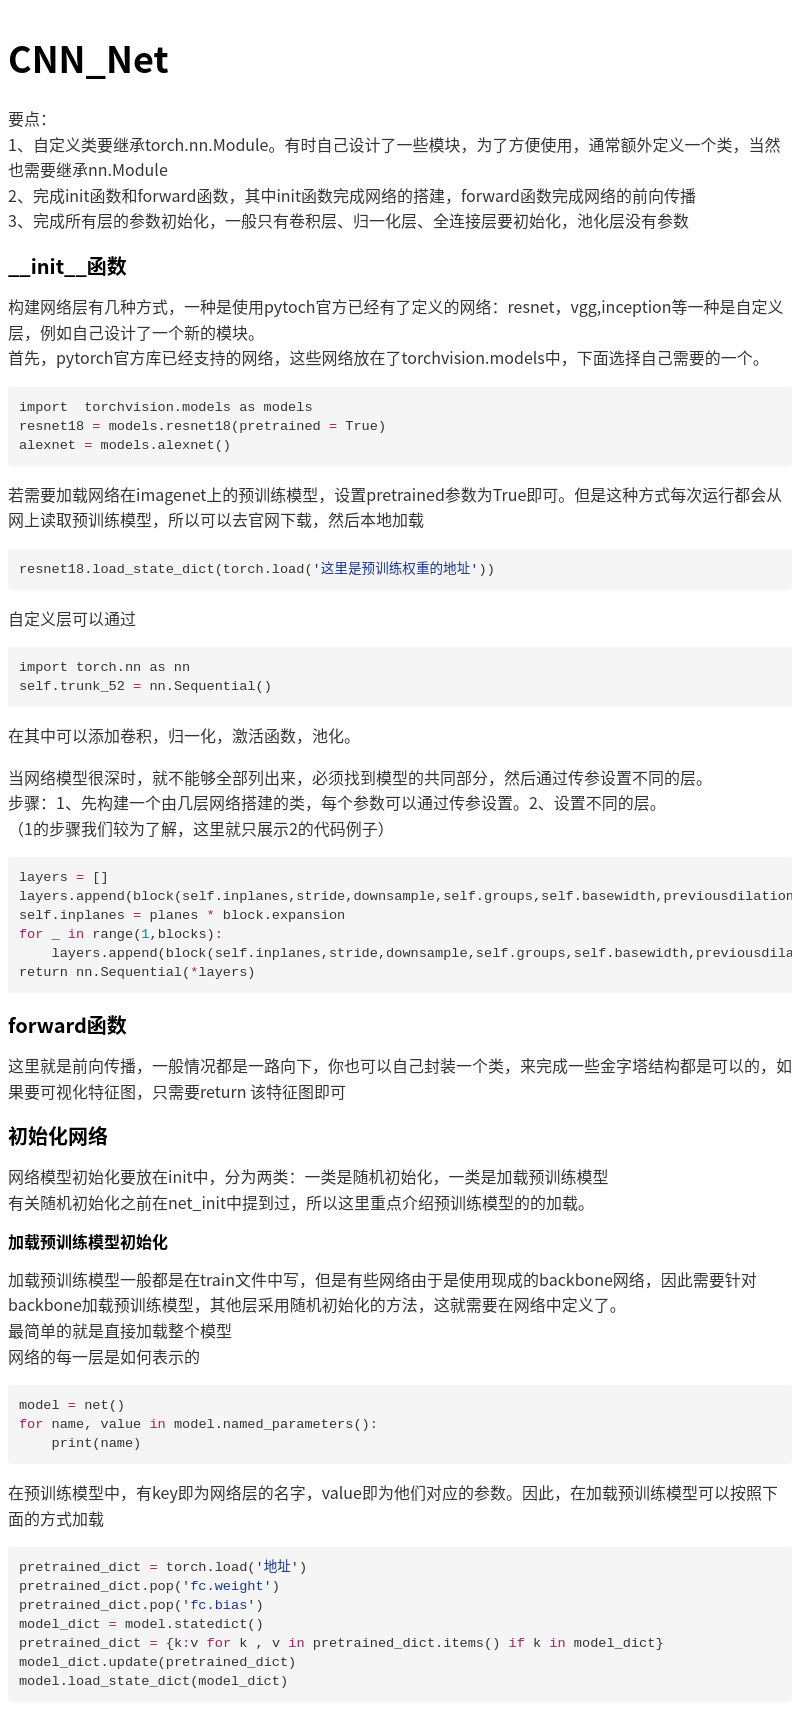 CNN_Net
要点：
1、自定义类要继承torch.nn.Module。有时自己设计了一些模块，为了方便使用，通常额外定义一个类，当然
也需要继承nn.Module
2、完成init函数和forward函数，其中init函数完成网络的搭建，forward函数完成网络的前向传播
3、完成所有层的参数初始化，一般只有卷积层、归一化层、全连接层要初始化，池化层没有参数
__init__函数
构建网络层有几种方式，一种是使用pytoch官方已经有了定义的网络：resnet，vgg,inception等一种是自定义
层，例如自己设计了一个新的模块。
首先，pytorch官方库已经支持的网络，这些网络放在了torchvision.models中，下面选择自己需要的一个。
import  torchvision.models as models
resnet18 = models.resnet18(pretrained = True)
alexnet = models.alexnet()
若需要加载网络在imagenet上的预训练模型，设置pretrained参数为True即可。但是这种方式每次运行都会从
网上读取预训练模型，所以可以去官网下载，然后本地加载
resnet18.load_state_dict(torch.load('这里是预训练权重的地址'))
自定义层可以通过
import torch.nn as nn
self.trunk_52 = nn.Sequential()
在其中可以添加卷积，归一化，激活函数，池化。
当网络模型很深时，就不能够全部列出来，必须找到模型的共同部分，然后通过传参设置不同的层。
步骤：1、先构建一个由几层网络搭建的类，每个参数可以通过传参设置。2、设置不同的层。
（1的步骤我们较为了解，这里就只展示2的代码例子）
layers = []
layers.append(block(self.inplanes,stride,downsample,self.groups,self.basewidth,previousdilation
self.inplanes = planes * block.expansion
for _ in range(1,blocks):
    layers.append(block(self.inplanes,stride,downsample,self.groups,self.basewidth,previousdila
return nn.Sequential(*layers)
forward函数
这里就是前向传播，一般情况都是一路向下，你也可以自己封装一个类，来完成一些金字塔结构都是可以的，如
果要可视化特征图，只需要return 该特征图即可
初始化网络
网络模型初始化要放在init中，分为两类：一类是随机初始化，一类是加载预训练模型
有关随机初始化之前在net_init中提到过，所以这里重点介绍预训练模型的的加载。
加载预训练模型初始化
加载预训练模型一般都是在train文件中写，但是有些网络由于是使用现成的backbone网络，因此需要针对
backbone加载预训练模型，其他层采用随机初始化的方法，这就需要在网络中定义了。
最简单的就是直接加载整个模型
网络的每一层是如何表示的
model = net()
for name, value in model.named_parameters():
    print(name)
在预训练模型中，有key即为网络层的名字，value即为他们对应的参数。因此，在加载预训练模型可以按照下
面的方式加载
pretrained_dict = torch.load('地址')
pretrained_dict.pop('fc.weight')
pretrained_dict.pop('fc.bias')
model_dict = model.statedict()
pretrained_dict = {k:v for k , v in pretrained_dict.items() if k in model_dict}
model_dict.update(pretrained_dict)
model.load_state_dict(model_dict)